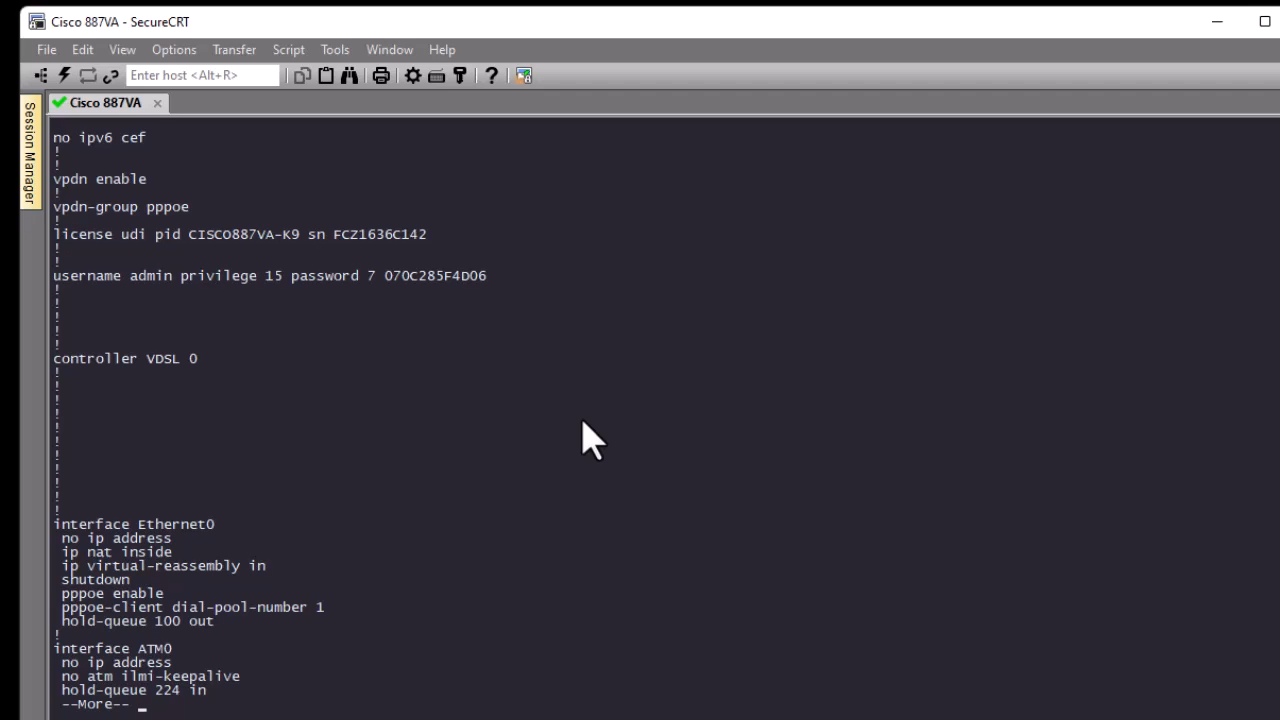 Cisco 887VA - SecureCRT
File Edit View Options Transfer Script Tools Window Help
Enter host <Alt+R>
Session Manager
Cisco 887VA
no ipv6 cef
!
!
vpdn enable
!
vpdn-group pppoe
!
license udi pid CISCO887VA-K9 sn FCZ1636C142
!
!
username admin privilege 15 password 7 070C285F4D06
!
!
!
!
!
controller VDSL 0
!
!
!
!
!
!
!
!
!
!
!
interface Ethernet0
no ip address
ip nat inside
ip virtual-reassembly in
shutdown
pppoe enable
pppoe-client dial-pool-number 1
hold-queue 100 out
!
interface ATM0
no ip address
no atm ilmi-keepalive
hold-queue 224 in
--More--